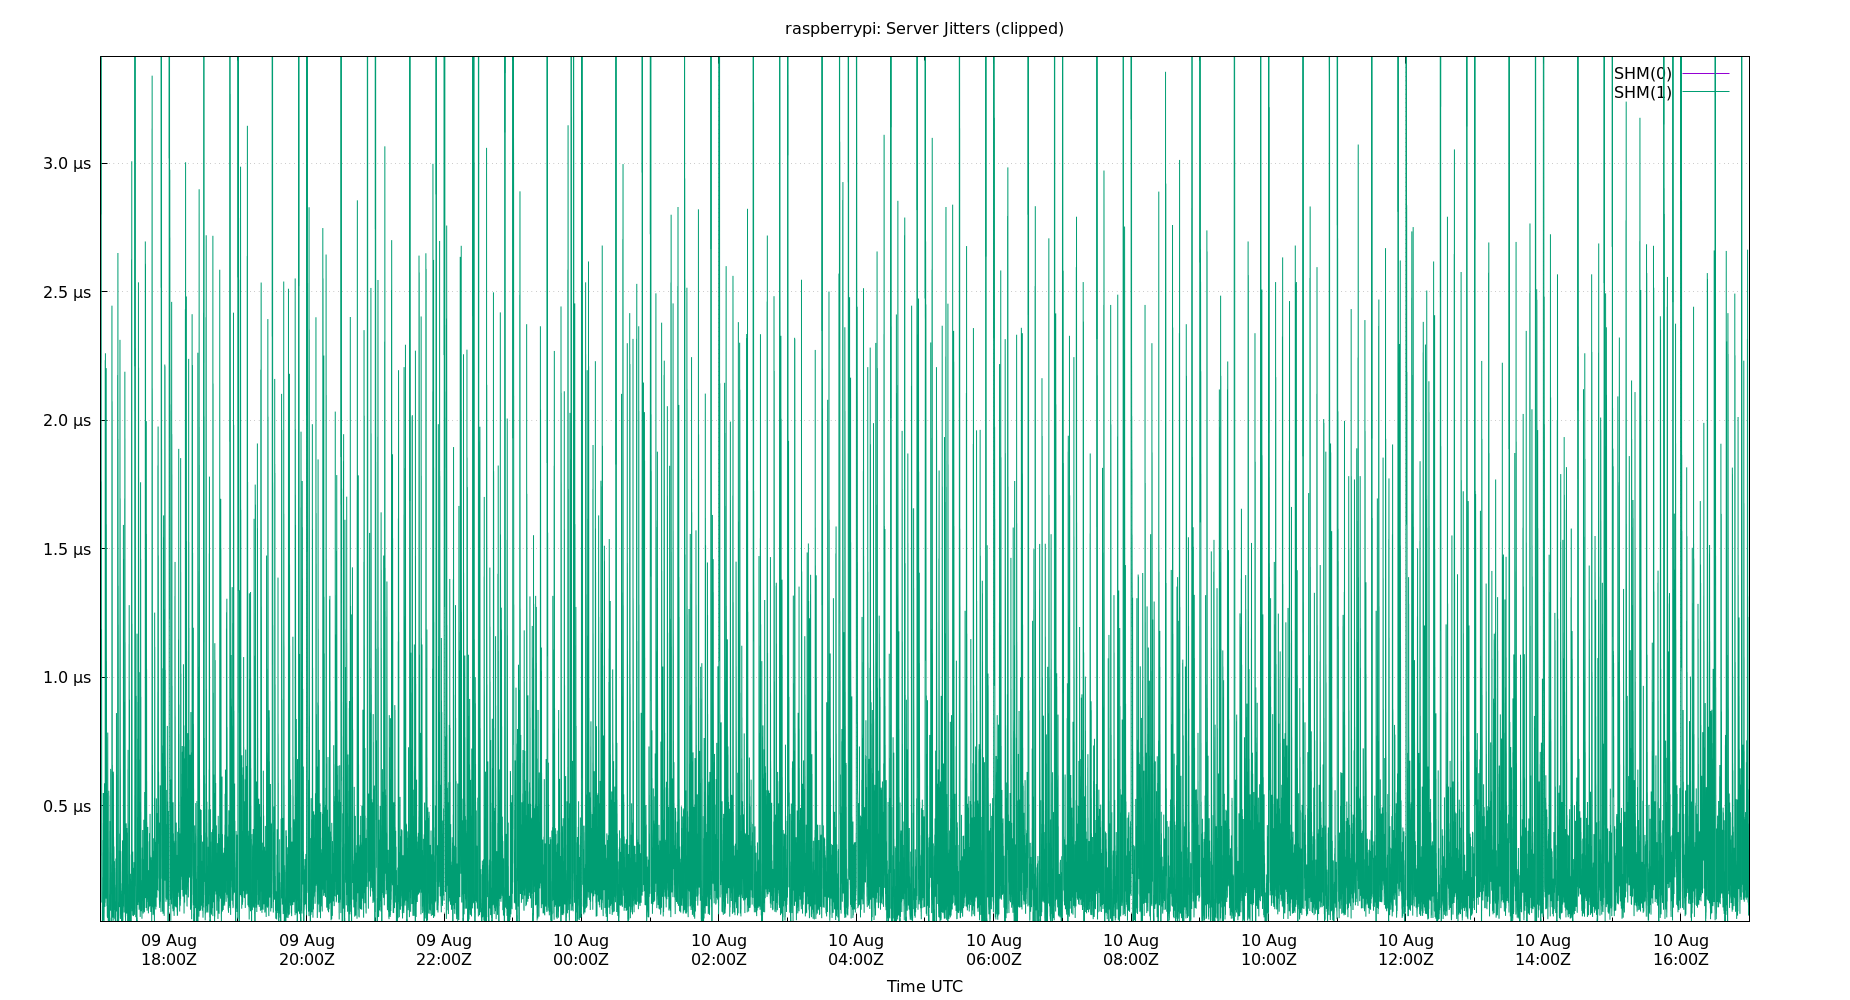 raspberrypi: Server Jitters (clipped)
SHM(0)
SHM(1)
3.0 µs
2.5 µs
2.0 µs
1.5 µs
1.0 µs
0.5 µs
09 Aug 09 Aug 09 Aug 10 Aug 10 Aug 10 Aug 10 Aug 10 Aug 10 Aug 10 Aug 10 Aug 10 Aug
18:00Z 20:00Z 22:00Z 00:00Z 02:00Z 04:00Z 06:00Z 08:00Z 10:00Z 12:00Z 14:00Z 16:00Z
Time UTC